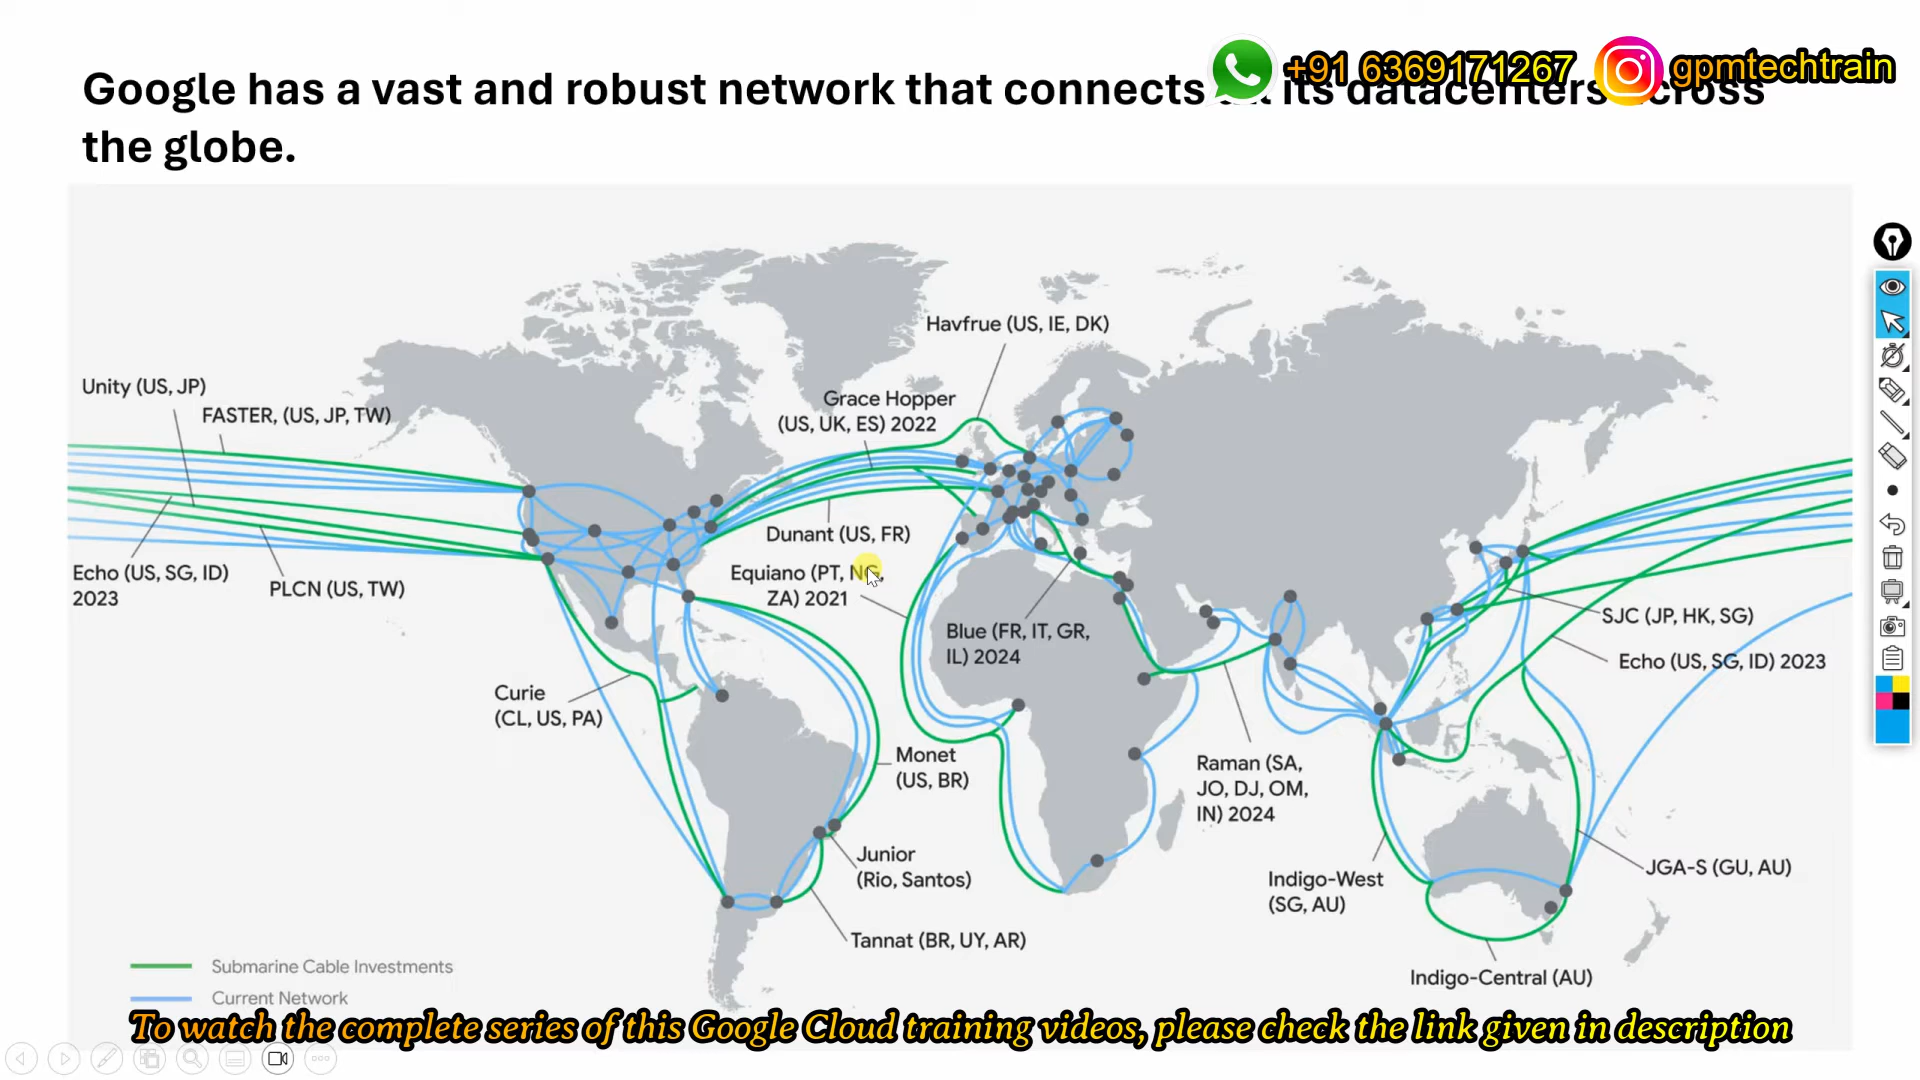 +91 6369171267
gpmtechtrain
Google has a vast and robust network that connects its datacenters across
the globe.
Havfrue (US, IE, DK)
Unity (US, JP)
FASTER, (US, JP, TW)
Grace Hopper
(US, UK, ES) 2022
Dunant (US, FR)
Echo (US, SG, ID)
2023
PLCN (US, TW)
Equiano (PT, NG,
ZA) 2021
Blue (FR, IT, GR,
IL) 2024
SJC (JP, HK, SG)
Echo (US, SG, ID) 2023
Curie
(CL, US, PA)
Monet
(US, BR)
Raman (SA,
JO, DJ, OM,
IN) 2024
Junior
(Rio, Santos)
Indigo-West
(SG, AU)
JGA-S (GU, AU)
Tannat (BR, UY, AR)
Indigo-Central (AU)
Submarine Cable Investments
Current Network
To watch the complete series of this Google Cloud training videos, please check the link given in description